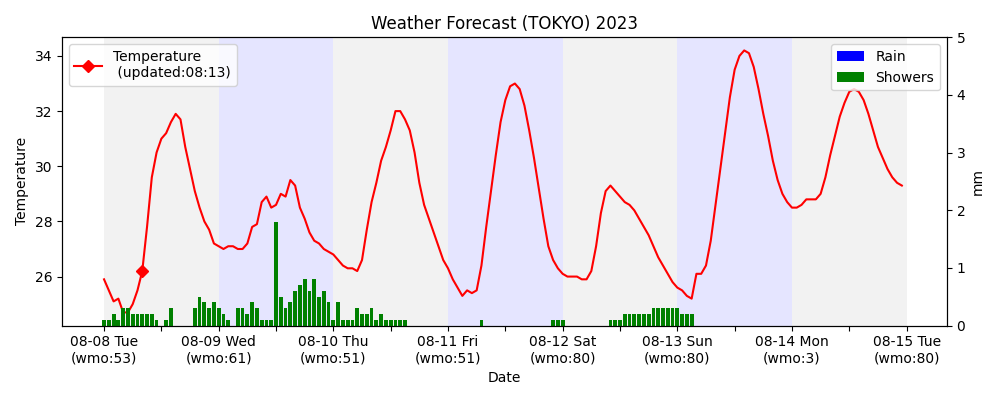 Weather Forecast (TOKYO) 2023
Temperature
(updated:08:13)
Rain
Showers
34
32
30
28
26
Temperature
5
4
3
2
1
0
mm
08-08 Tue
(wmo:53)
08-09 Wed
(wmo:61)
08-10 Thu
(wmo:51)
08-11 Fri
(wmo:51)
08-12 Sat
(wmo:80)
08-13 Sun
(wmo:80)
08-14 Mon
(wmo:3)
08-15 Tue
(wmo:80)
Date